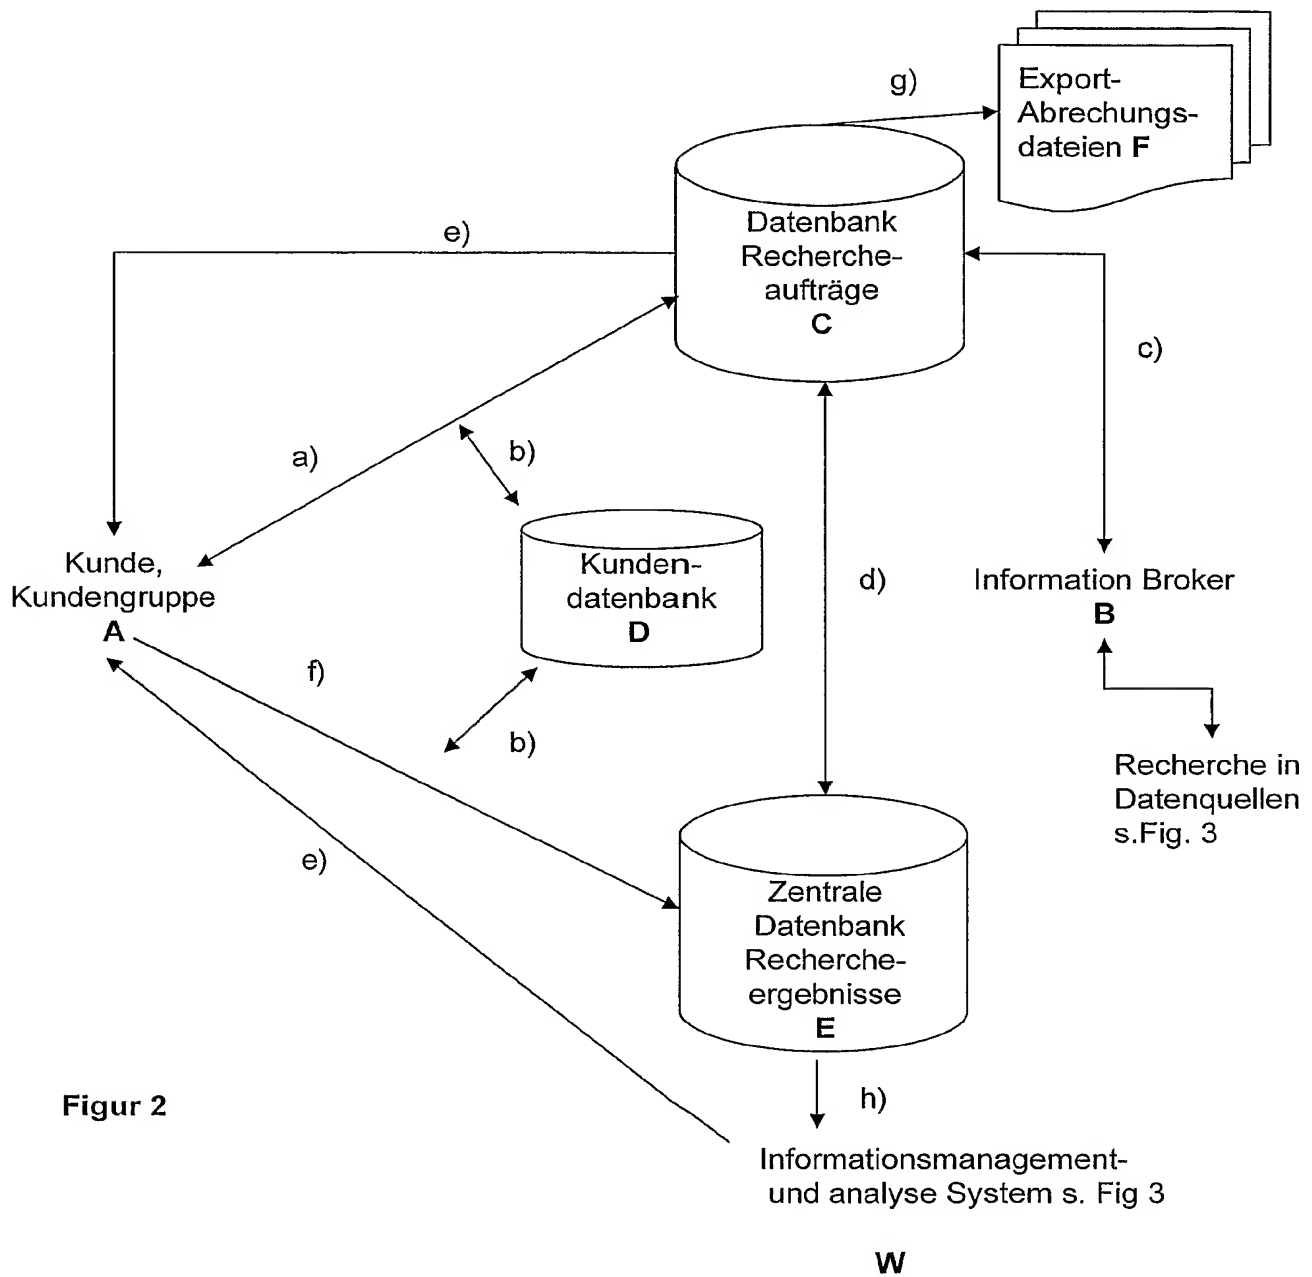 g)
Export-
Abrechungs-
dateien F
e)
Datenbank
Recherche-
aufträge
C
c)
a)
b)
Kunde,
Kundengruppe
A
Kunden-
datenbank
D
d)
Information Broker
B
f)
b)
Recherche in
Datenquellen
s.Fig. 3
e)
Zentrale
Datenbank
Recherche-
ergebnisse
E
h)
Figur 2
Informationsmanagement-
und analyse System s. Fig 3
W